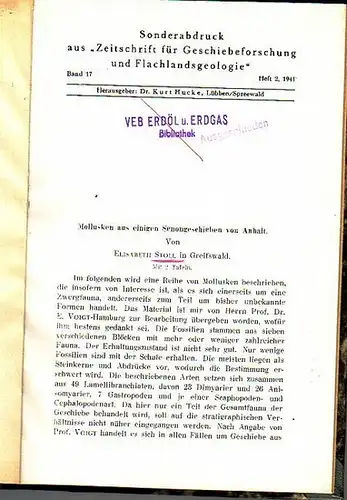 Sonderabdruck
aus „Zeitschrift für Geschiebeforschung
und Flachlandsgeologie"
Band 17 Heft 2, 1941
Herausgeber: Dr. Kurt Hucke, Lübben/Spreewald
VEB ERDÖL u. ERDGAS
Bibliothek
Ausgeschieden
Mollusken aus einigen Senongeschieben von Anhalt.
Von
Elisabeth Stoll in Greifswald.
Mit 2 Tafeln.
Im folgenden wird eine Reihe von Mollusken beschrieben,
die insofern von Interesse ist, als es sich einerseits um eine
Zwergfauna, andererseits zum Teil um bisher unbekannte
Formen handelt. Das Material ist mir von Herrn Prof. Dr.
E. Voigt-Hamburg zur Bearbeitung übergeben worden, wofür
ihm bestens gedankt sei. Die Fossilien stammen aus sieben
verschiedenen Blöcken mit mehr oder weniger zahlreicher
Fauna. Der Erhaltungszustand ist nicht sehr gut. Nur wenige
Fossilien sind mit der Schale erhalten. Die meisten liegen als
Steinkerne und Abdrücke vor, wodurch die Bestimmung er-
schwert wird. Die beschriebenen Arten setzen sich zusammen
aus 49 Lamellibranchiaten, davon 23 Dimyarier und 26 Ani-
somyarier, 7 Gastropoden und je einer Scaphopoden- und
Cephalopodenart. Da hier nur ein Teil der Gesamtfauna der
Geschiebe behandelt wird, soll auf die stratigraphischen Ver-
hältnisse nicht näher eingegangen werden. Nach Angabe von
Prof. Voigt handelt es sich in allen Fällen um Geschiebe aus